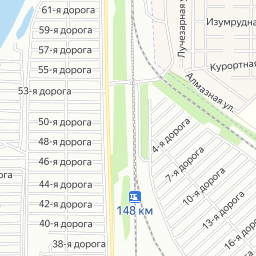 61-я дорога
59-я дорога
57-я дорога
55-я дорога
53-я дорога
50-я дорога
48-я дорога
46-я дорога
44-я дорога
42-я дорога
40-я дорога
38-я дорога
148 км
4-я дорога
7-я дорога
10-я дорога
13-я дорога
16-я дорога
Лучезарная
Изумрудна
Курортная
Алмазная ул.